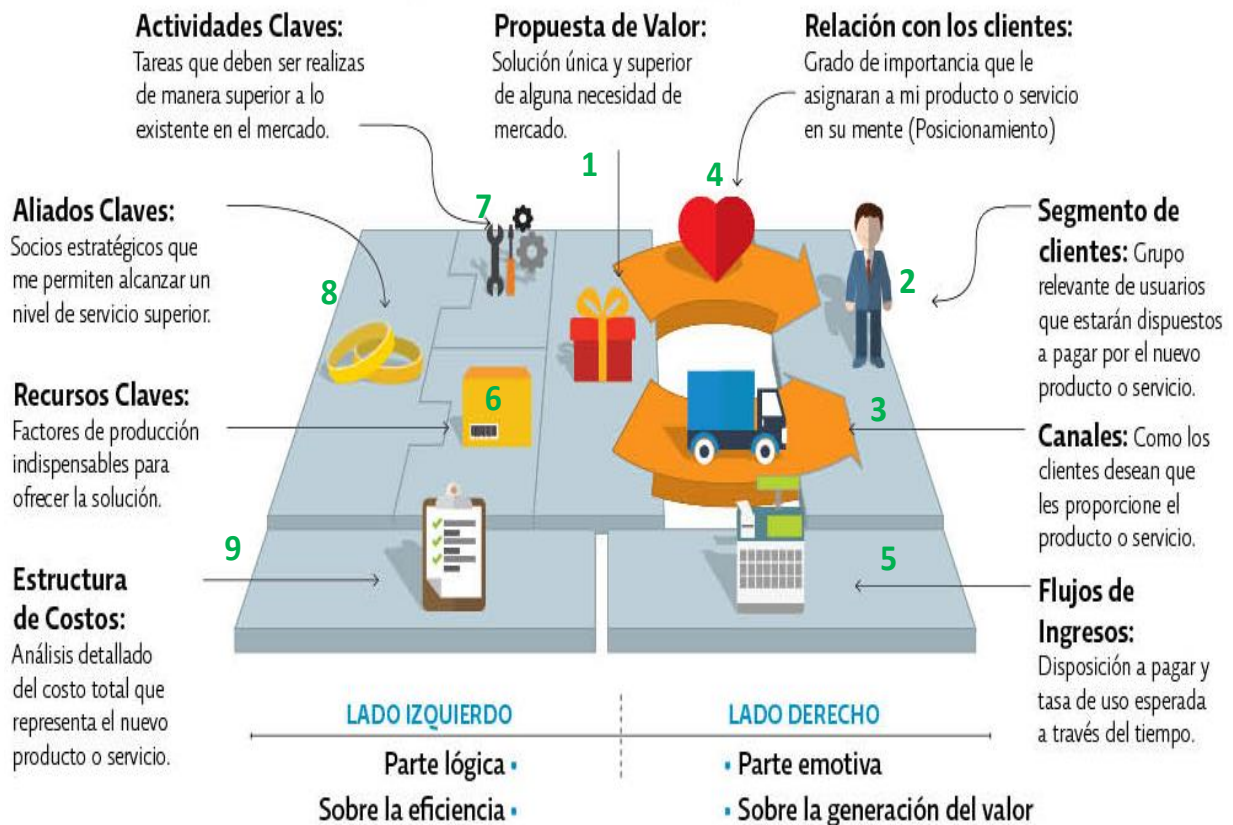 Actividades Claves:
Tareas que deben ser realizas
de manera superior a lo
existente en el mercado.
Propuesta de Valor:
Solución única y superior
de alguna necesidad de
mercado.
Relación con los clientes:
Grado de importancia que le
asignaran a mi producto o servicio
en su mente (Posicionamiento)
1
4
7
Aliados Claves:
Socios estratégicos que
me permiten alcanzar un
nivel de servicio superior.
8
2
Segmento de
clientes: Grupo
relevante de usuarios
que estarán dispuestos
a pagar por el nuevo
producto o servicio.
Recursos Claves:
Factores de producción
indispensables para
ofrecer la solución.
6
3
Canales: Como los
clientes desean que
les proporcione el
producto o servicio.
9
Estructura
de Costos:
Análisis detallado
del costo total que
representa el nuevo
producto o servicio.
5
Flujos de
Ingresos:
Disposición a pagar y
tasa de uso esperada
a través del tiempo.
LADO IZQUIERDO
Parte lógica •
Sobre la eficiencia •
LADO DERECHO
• Parte emotiva
• Sobre la generación del valor